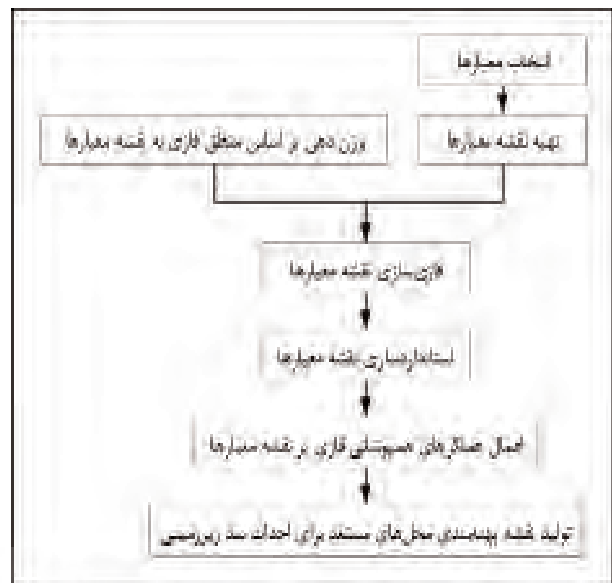 انتخاب معیارها
تهیه نقشه معیارها
وزن دهی بر اساس منطق فازی به نقشه معیارها
فازی‌سازی نقشه معیارها
استانداردسازی نقشه معیارها
اعمال عملگرهای همپوشانی فازی بر نقشه معیارها
تولید نقشه پهنه‌بندی محل‌های مستعد برای احداث سد زیرزمینی